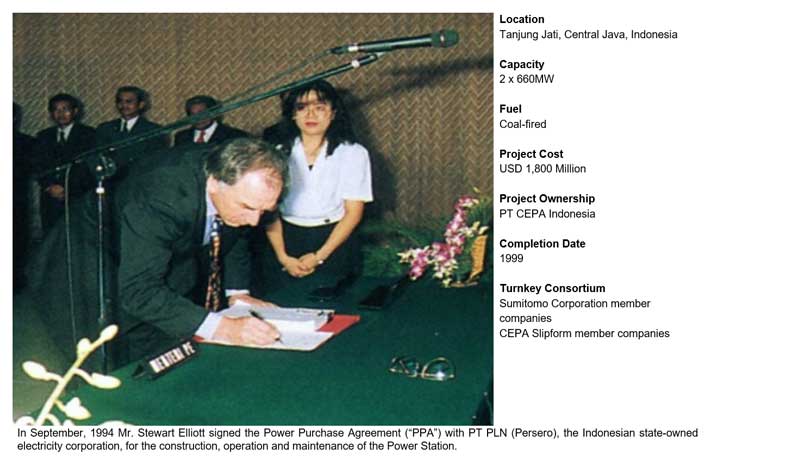 Location
Tanjung Jati, Central Java, Indonesia
Capacity
2 x 660MW
Fuel
Coal-fired
Project Cost
USD 1,800 Million
Project Ownership
PT CEPA Indonesia
Completion Date
1999
Turnkey Consortium
Sumitomo Corporation member
companies
CEPA Slipform member companies
MENTERI PE
In September, 1994 Mr. Stewart Elliott signed the Power Purchase Agreement (“PPA”) with PT PLN (Persero), the Indonesian state-owned
electricity corporation, for the construction, operation and maintenance of the Power Station.